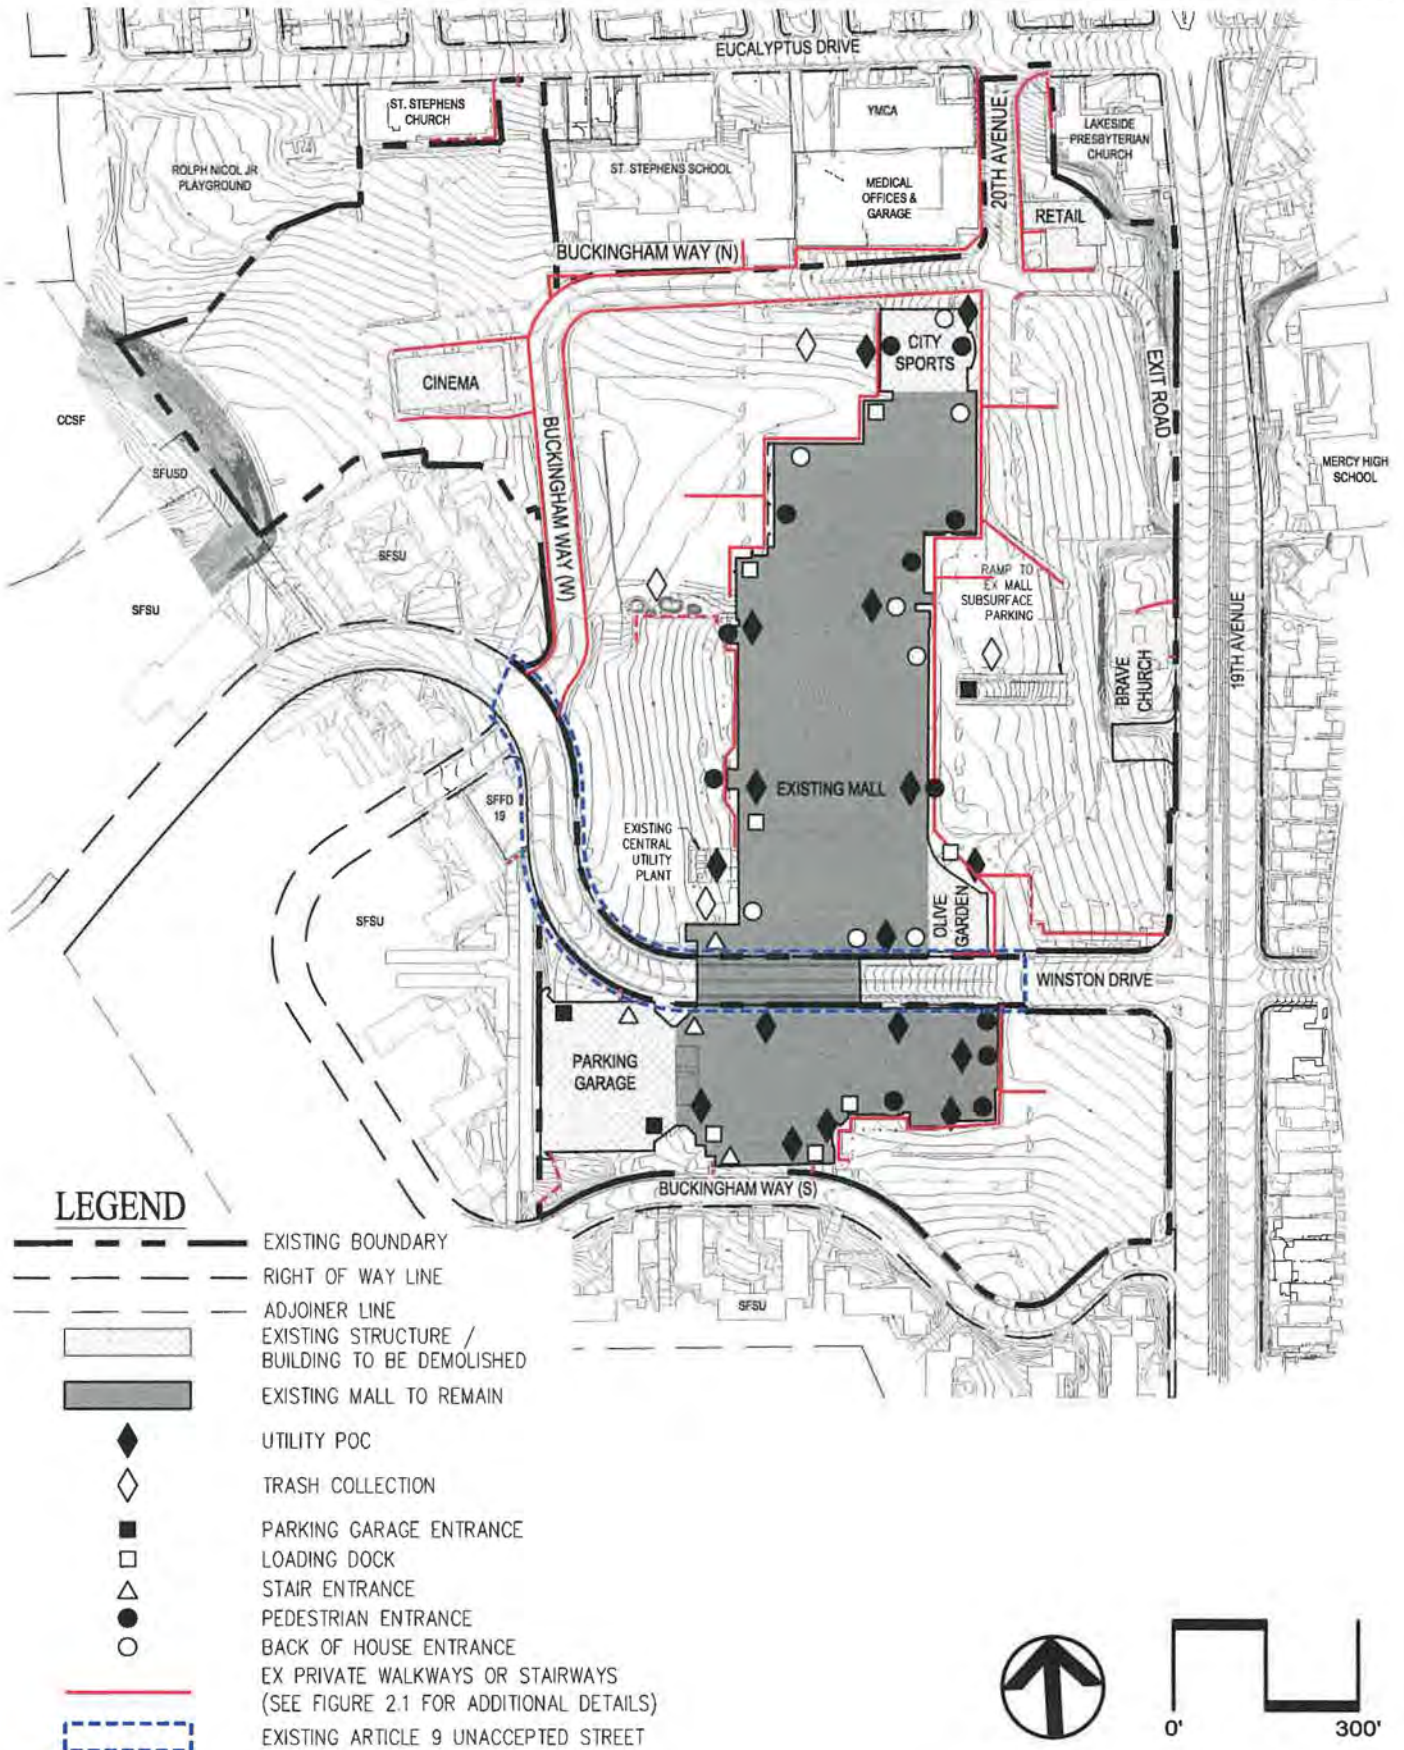 EUCALYPTUS DRIVE
ST. STEPHENS
CHURCH
YMCA
20TH AVENUE
LAKESIDE
PRESBYTERIAN
CHURCH
ROLPH NICOL JR
PLAYGROUND
ST. STEPHENS SCHOOL
MEDICAL
OFFICES &
GARAGE
RETAIL
BUCKINGHAM WAY (N)
CITY
SPORTS
EXIT ROAD
CINEMA
CCSF
SFUSD
BUCKINGHAM WAY (W)
MERCY HIGH
SCHOOL
SFSU
SFSU
RAMP TO
EX MALL
SUBSURFACE
PARKING
19TH AVENUE
BRAVE
CHURCH
EXISTING MALL
SFFD
19
EXISTING
CENTRAL
UTILITY
PLANT
OLIVE
GARDEN
SFSU
WINSTON DRIVE
PARKING
GARAGE
BUCKINGHAM WAY (S)
SFSU
LEGEND
EXISTING BOUNDARY
RIGHT OF WAY LINE
ADJOINER LINE
EXISTING STRUCTURE /
BUILDING TO BE DEMOLISHED
EXISTING MALL TO REMAIN
UTILITY POC
TRASH COLLECTION
PARKING GARAGE ENTRANCE
LOADING DOCK
STAIR ENTRANCE
PEDESTRIAN ENTRANCE
BACK OF HOUSE ENTRANCE
EX PRIVATE WALKWAYS OR STAIRWAYS
(SEE FIGURE 2.1 FOR ADDITIONAL DETAILS)
EXISTING ARTICLE 9 UNACCEPTED STREET
0' 300'